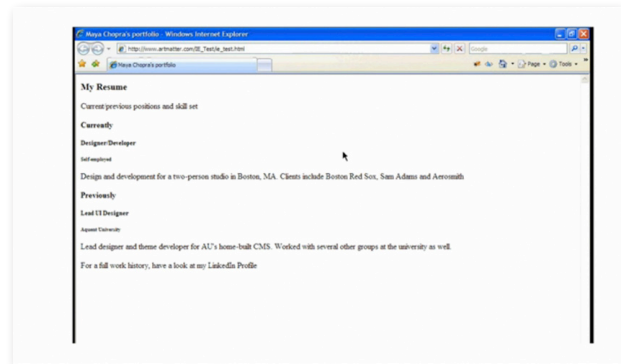 Maya Chopra's portfolio - Windows Internet Explorer
http://www.artmatter.com/IE_Test/ie_test.html
Google
Maya Chopra's portfolio
Page
Tools
My Resume
Current/previous positions and skill set
Currently
Designer/Developer
Self-employed
Design and development for a two-person studio in Boston, MA. Clients include Boston Red Sox, Sam Adams and Aerosmith
Previously
Lead UI Designer
Aquent University
Lead designer and theme developer for AU's home-built CMS. Worked with several other groups at the university as well.
For a full work history, have a look at my LinkedIn Profile